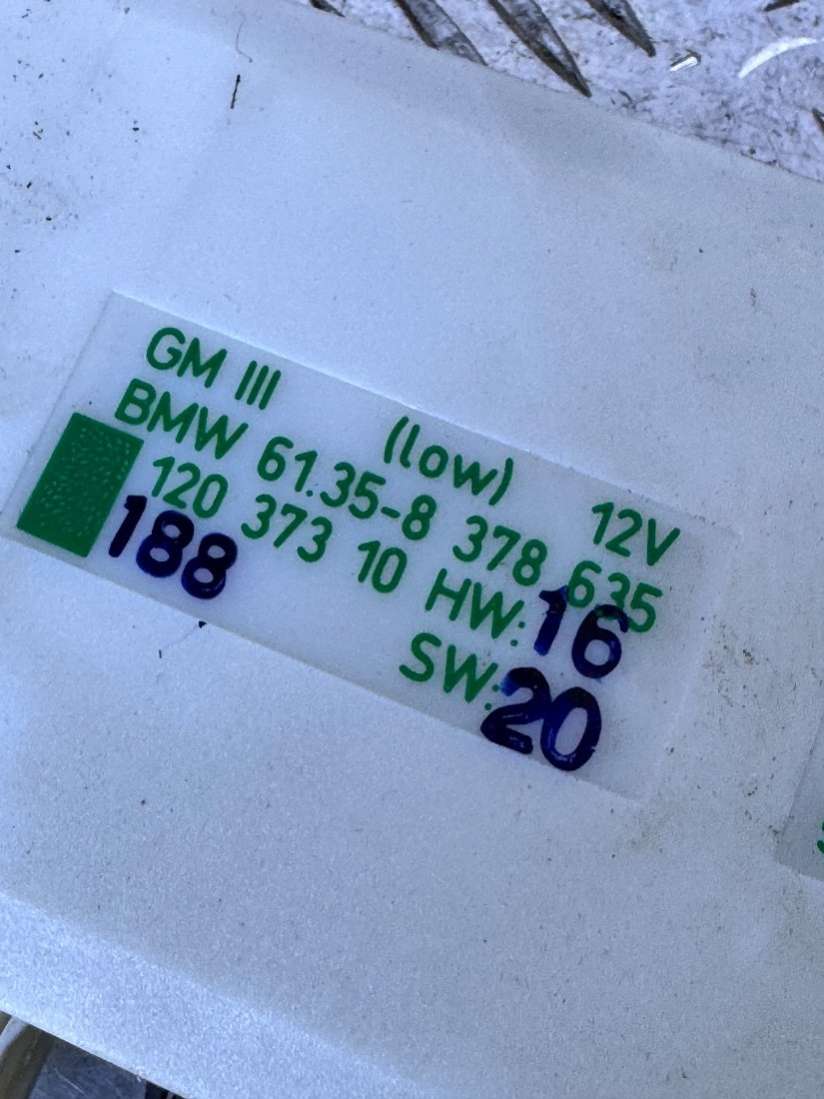 GM III (low) 12V
BMW 61.35-8 378 635
120 373 10 HW: 16
188 SW: 20